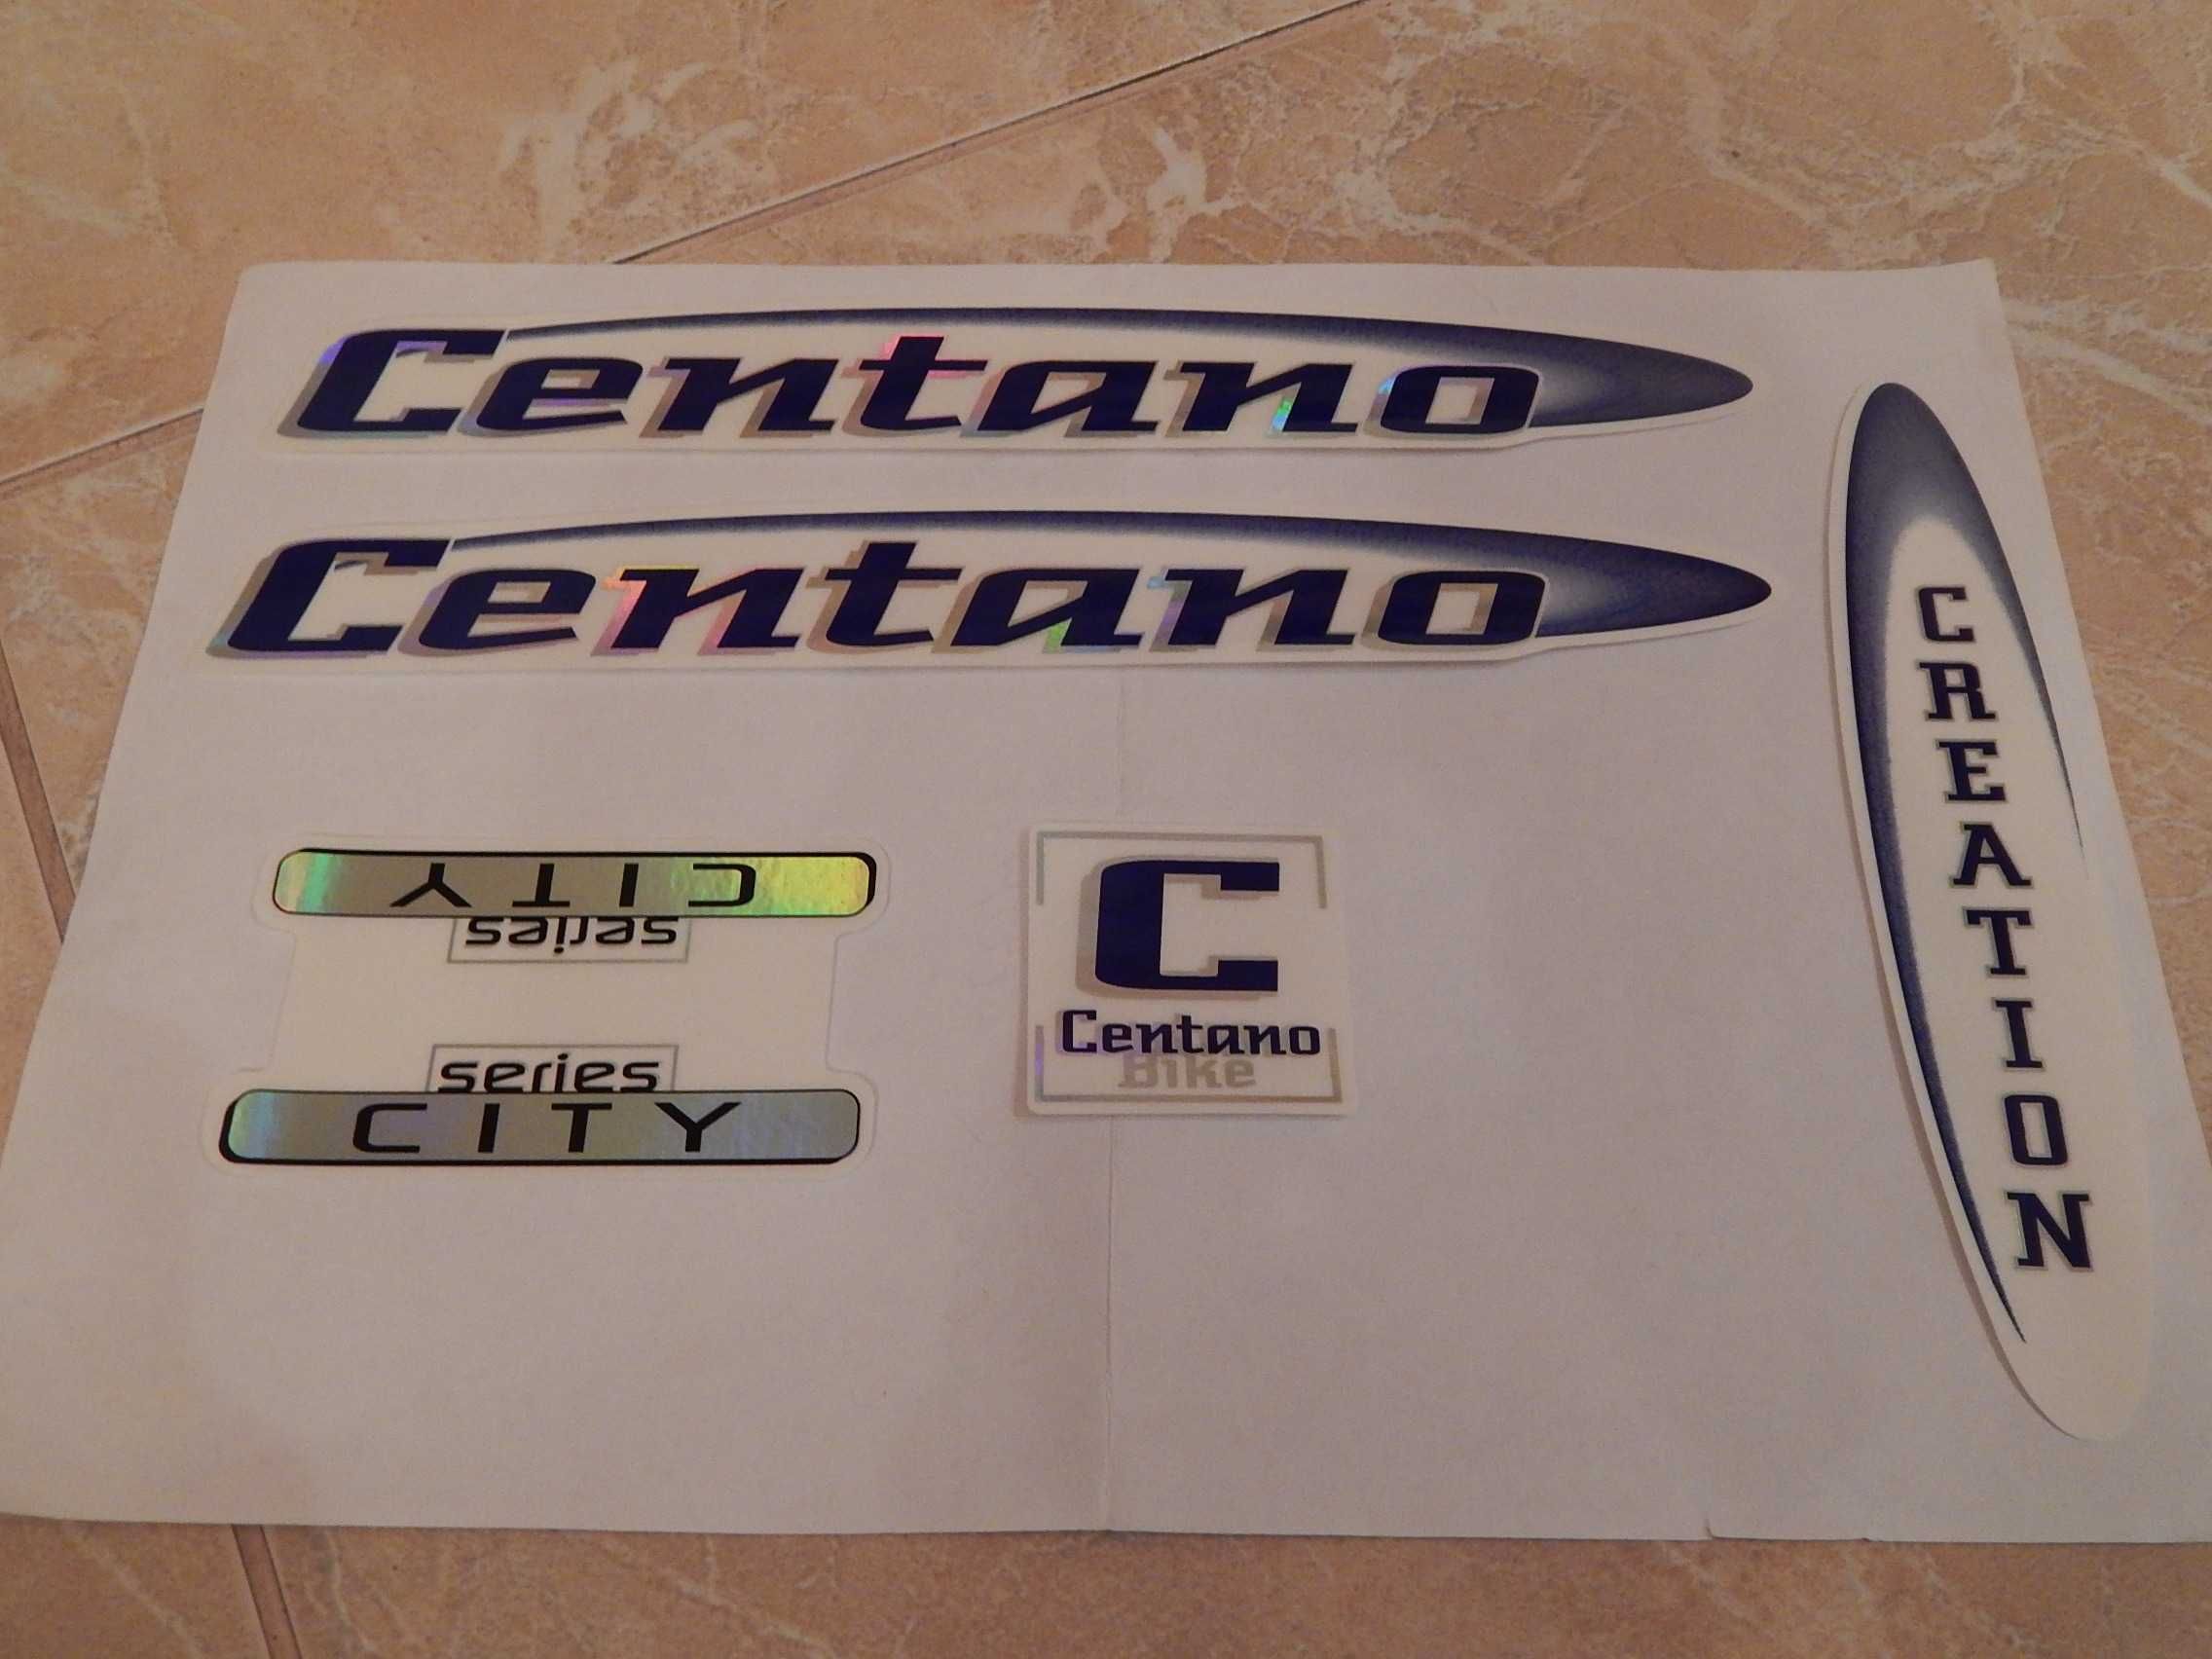 Centano
Centano
CREATION
CITY
series
series
CITY
C
Centano
Bike